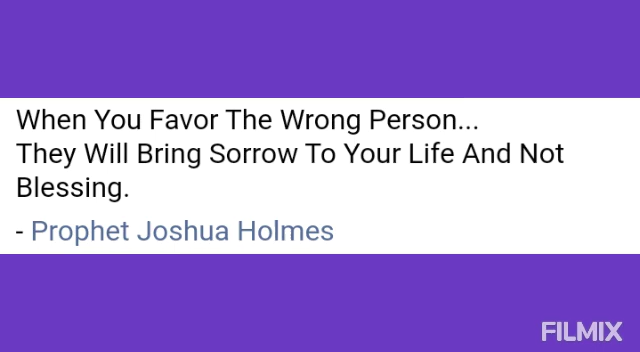 When You Favor The Wrong Person...
They Will Bring Sorrow To Your Life And Not
Blessing.
- Prophet Joshua Holmes
FILMIX